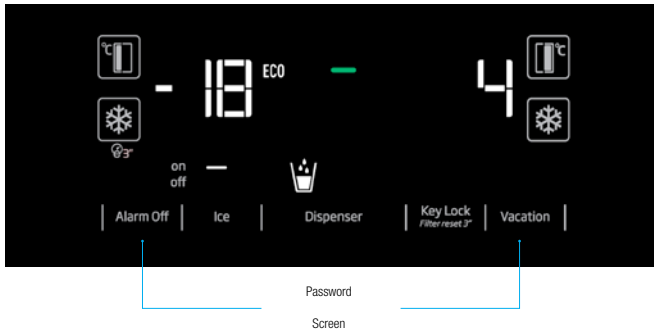 °C
°C
-18 ECO
4
3"
on
off
Alarm Off
Ice
Dispenser
Key Lock
Filter reset 3"
Vacation
Password
Screen